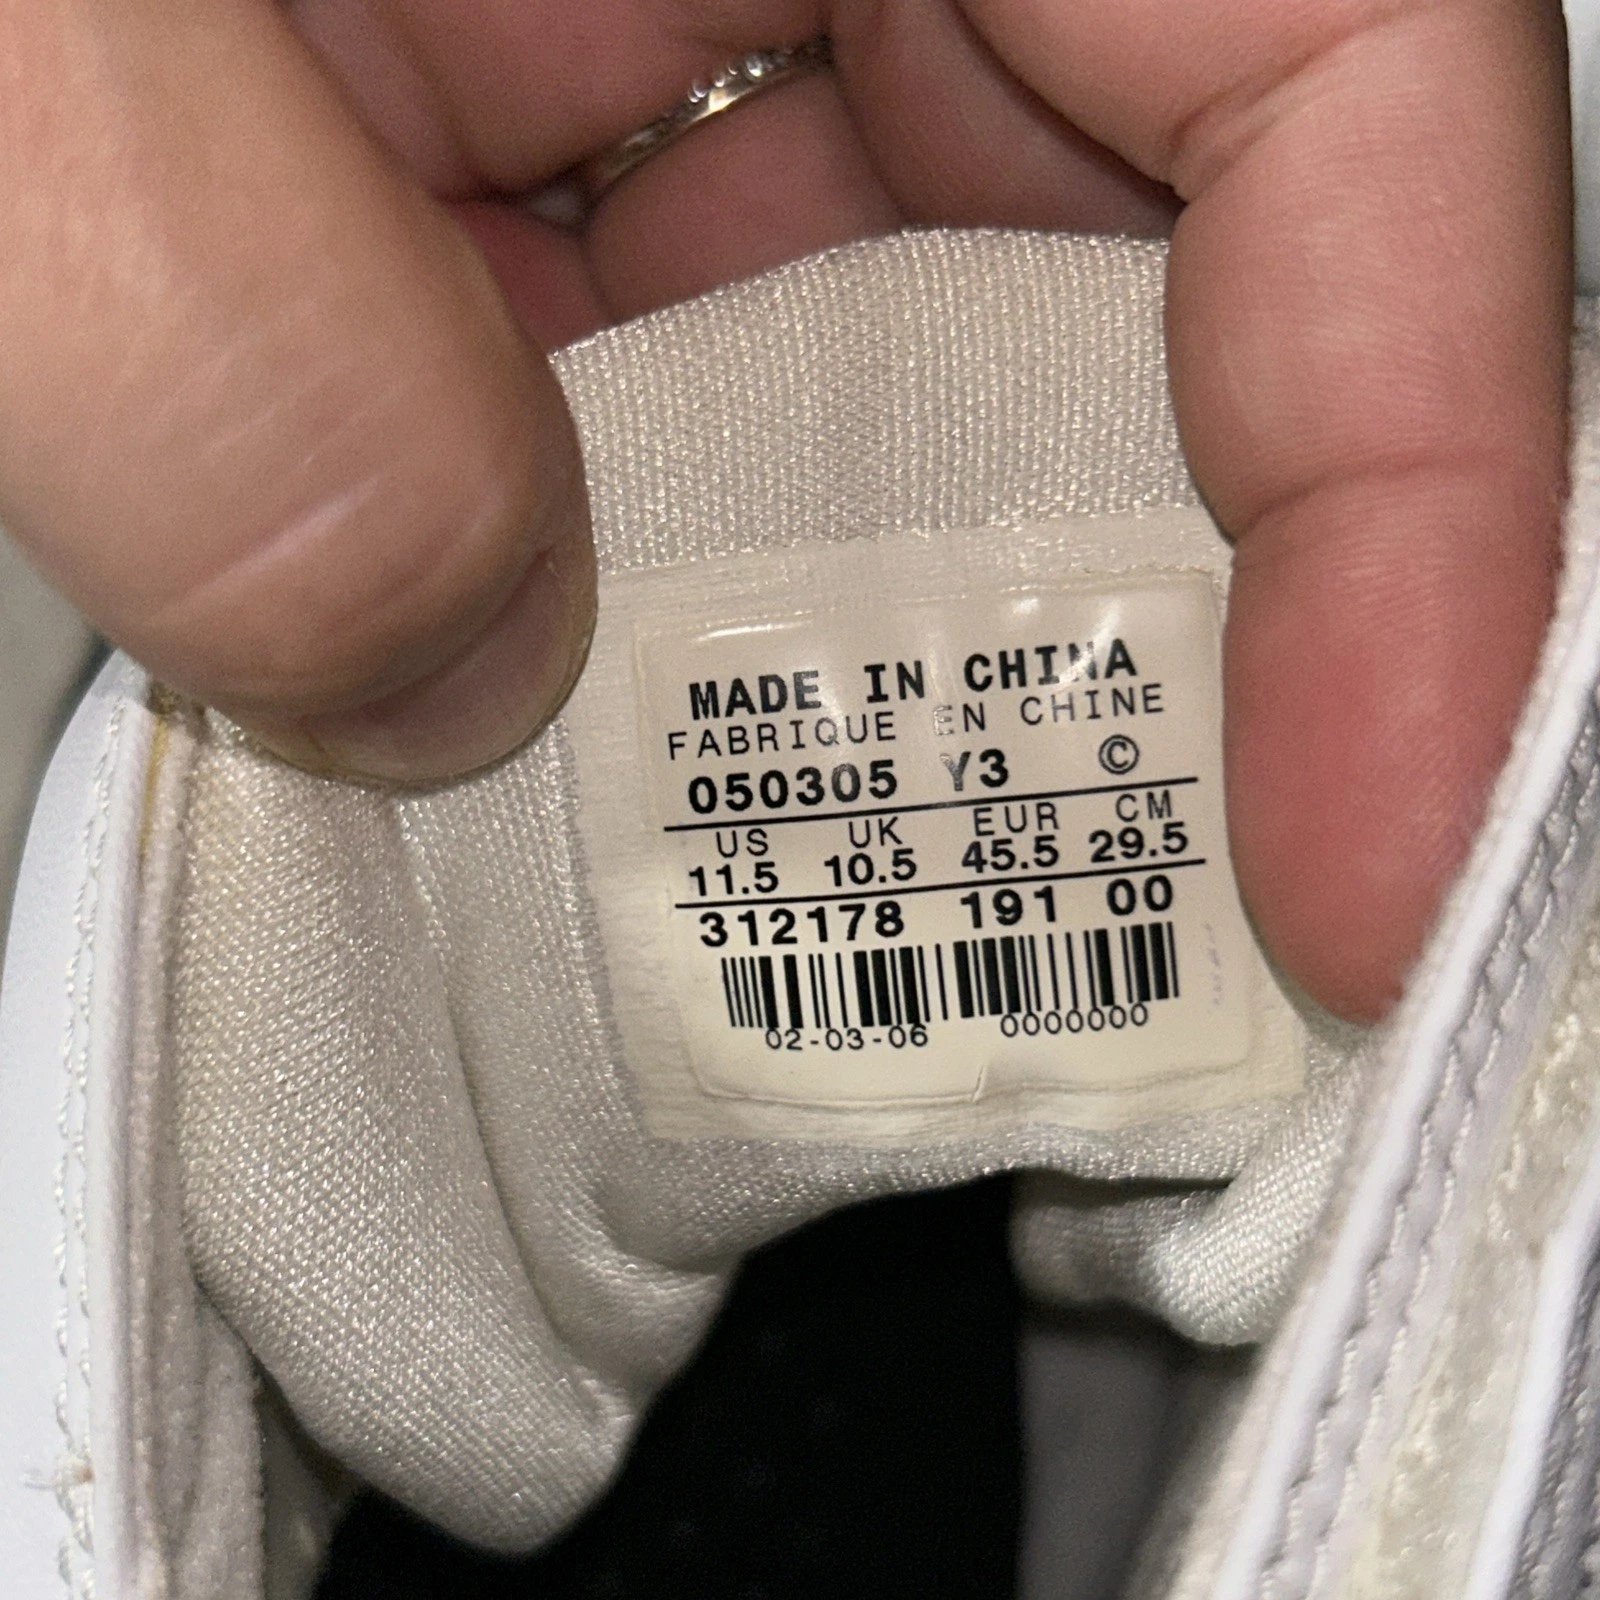 MADE IN CHINA
FABRIQUE EN CHINE
050305 Y3 ©
US UK EUR CM
11.5 10.5 45.5 29.5
312178 191 00
02-03-06 0000000